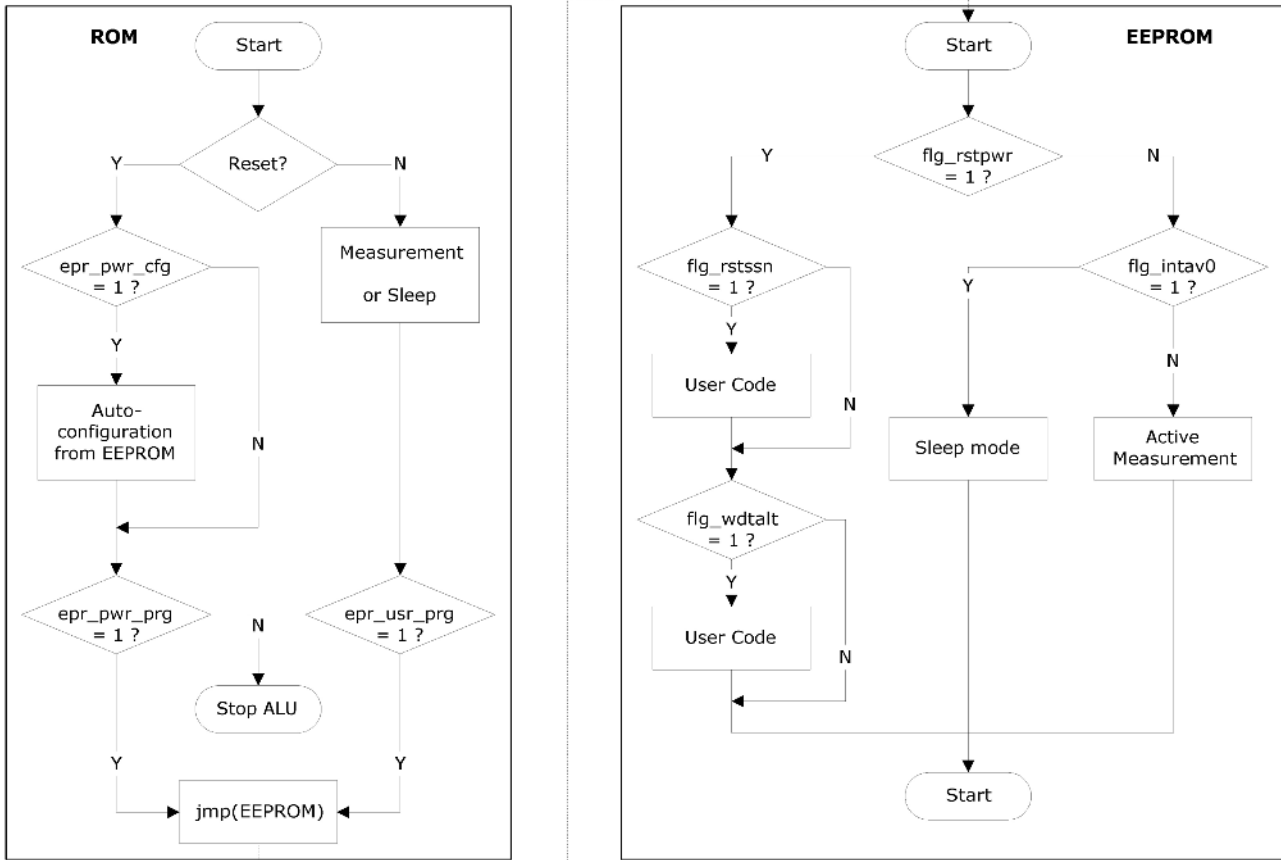 ROM
Start
Reset?
Y
N
epr_pwr_cfg
= 1 ?
Measurement
or Sleep
Y
Auto-
configuration
from EEPROM
N
epr_pwr_prg
= 1 ?
N
epr_usr_prg
= 1 ?
Stop ALU
Y
Y
jmp(EEPROM)
EEPROM
Start
flg_rstpwr
= 1 ?
Y
N
flg_rstssn
= 1 ?
flg_intav0
= 1 ?
Y
Y
N
User Code
N
Sleep mode
Active
Measurement
flg_wdtalt
= 1 ?
Y
User Code
N
Start